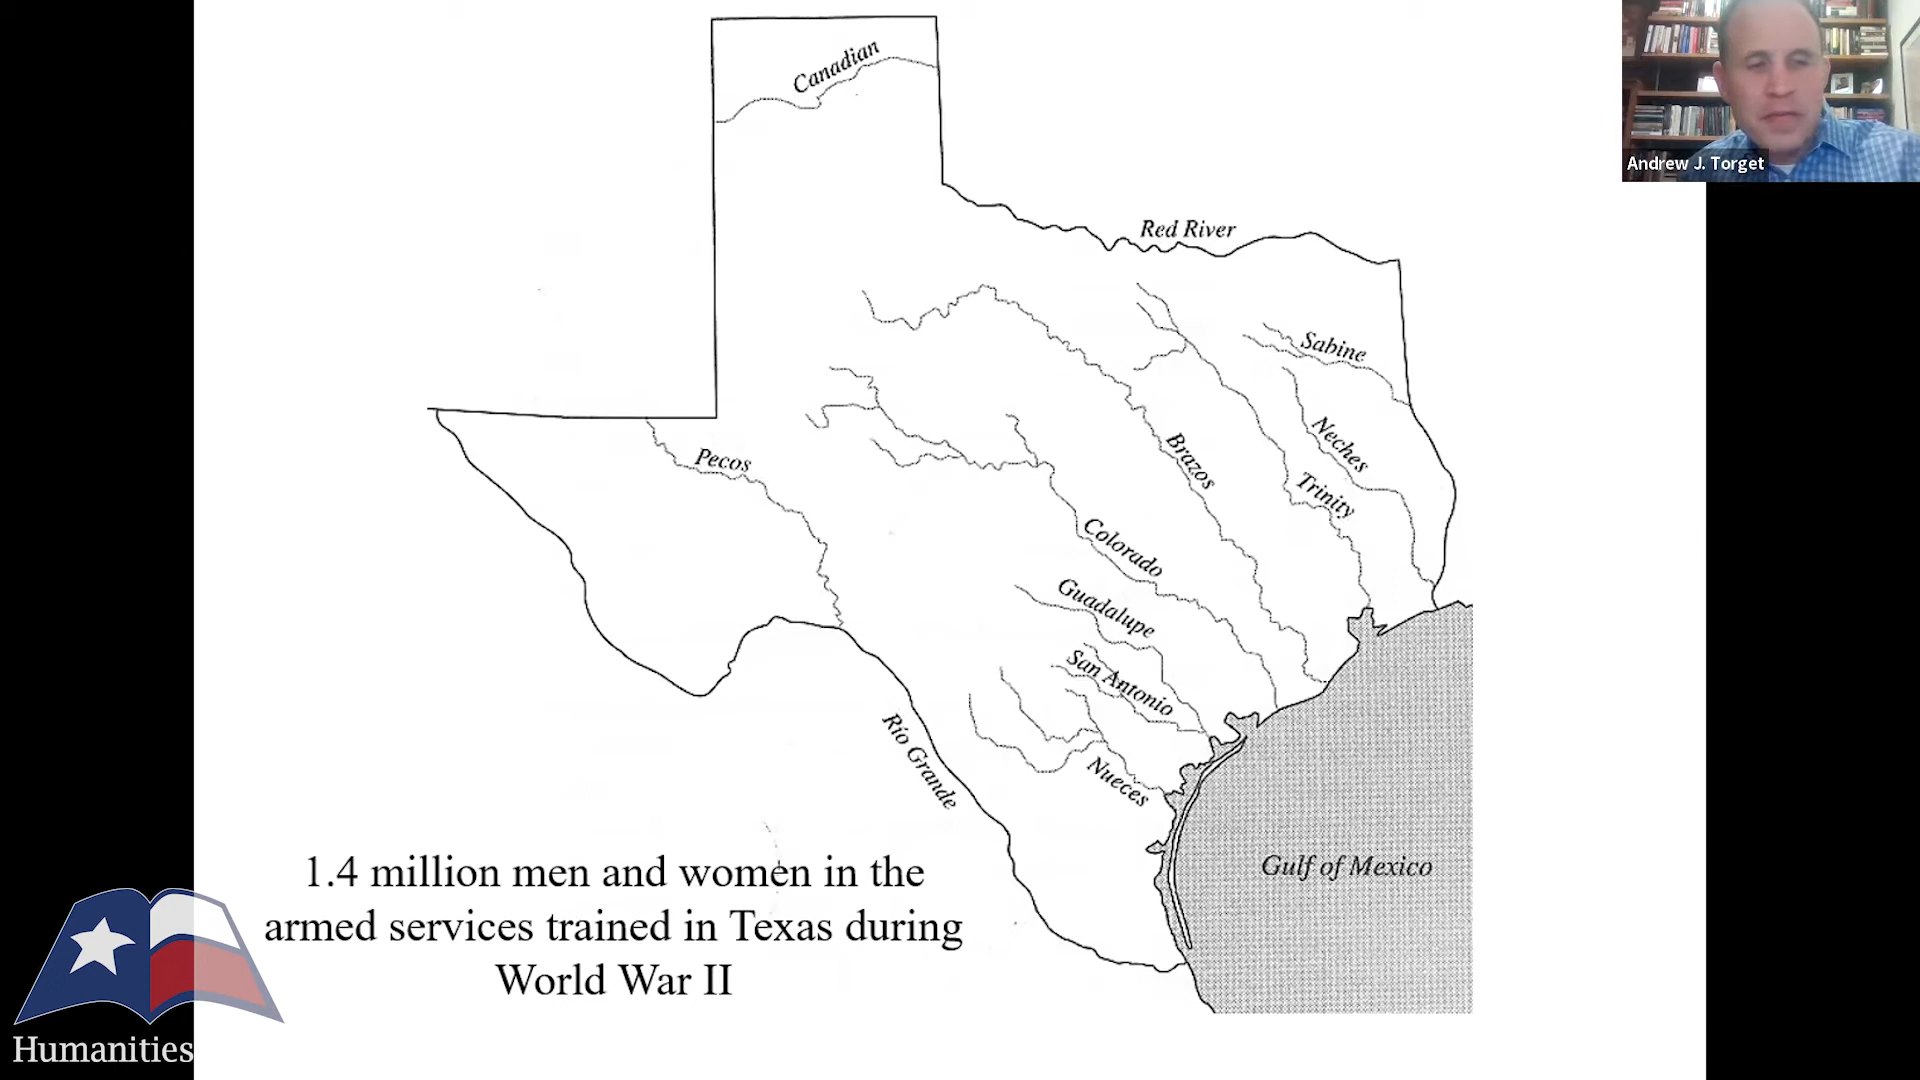 Canadian
Andrew J. Torget
Red River
Sabine
Neches
Brazos
Pecos
Trinity
Colorado
Guadalupe
San Antonio
Rio Grande
Nueces
Gulf of Mexico
1.4 million men and women in the
armed services trained in Texas during
World War II
Humanities